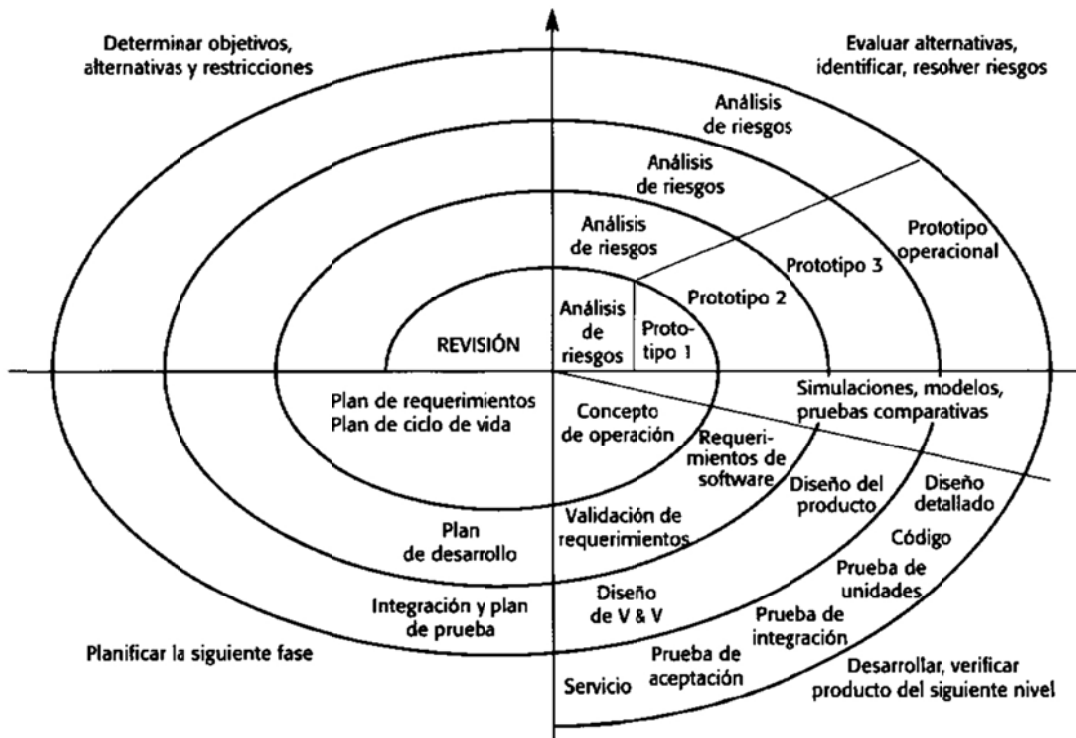 Determinar objetivos,
alternativas y restricciones
Evaluar alternativas,
identificar, resolver riesgos
Análisis
de riesgos
Análisis
de riesgos
Análisis
de riesgos
Prototipo
operacional
Prototipo 3
Prototipo 2
Análisis
de
riesgos
Proto-
tipo 1
REVISIÓN
Plan de requerimientos
Plan de ciclo de vida
Concepto
de operación
Simulaciones, modelos,
pruebas comparativas
Requeri-
mientos de
software
Diseño del
producto
Diseño
detallado
Código
Validación de
requerimientos
Plan
de desarrollo
Prueba de
unidades
Diseño
de V & V
Integración y plan
de prueba
Prueba de
integración
Prueba de
aceptación
Servicio
Planificar la siguiente fase
Desarrollar, verificar
producto del siguiente nivel